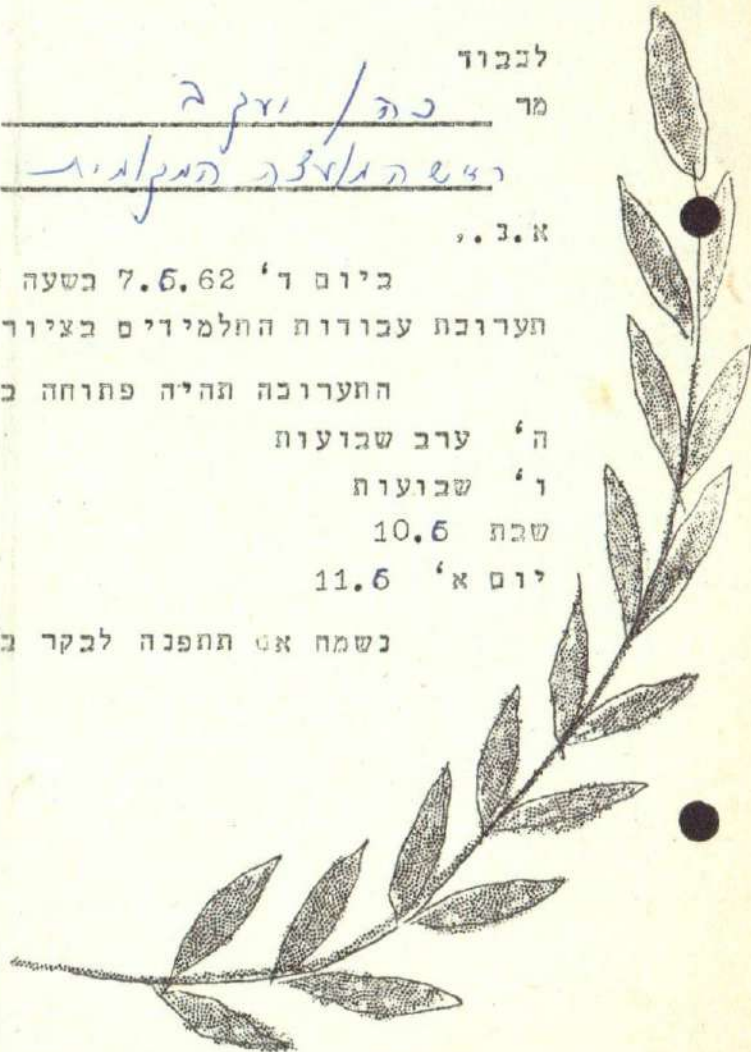 לכבוד
מר כהן יעקב
ראש המועצה המקומית
א.נ.,
ביום ד' 7.6.62 בשעה
תערוכת עבודות התלמידים בציור
התערוכה תהיה פתוחה ב
ה' ערב שבועות
ו' שבועות
שבת 10.6
יום א' 11.6
נשמח אם תתפנה לבקר ב